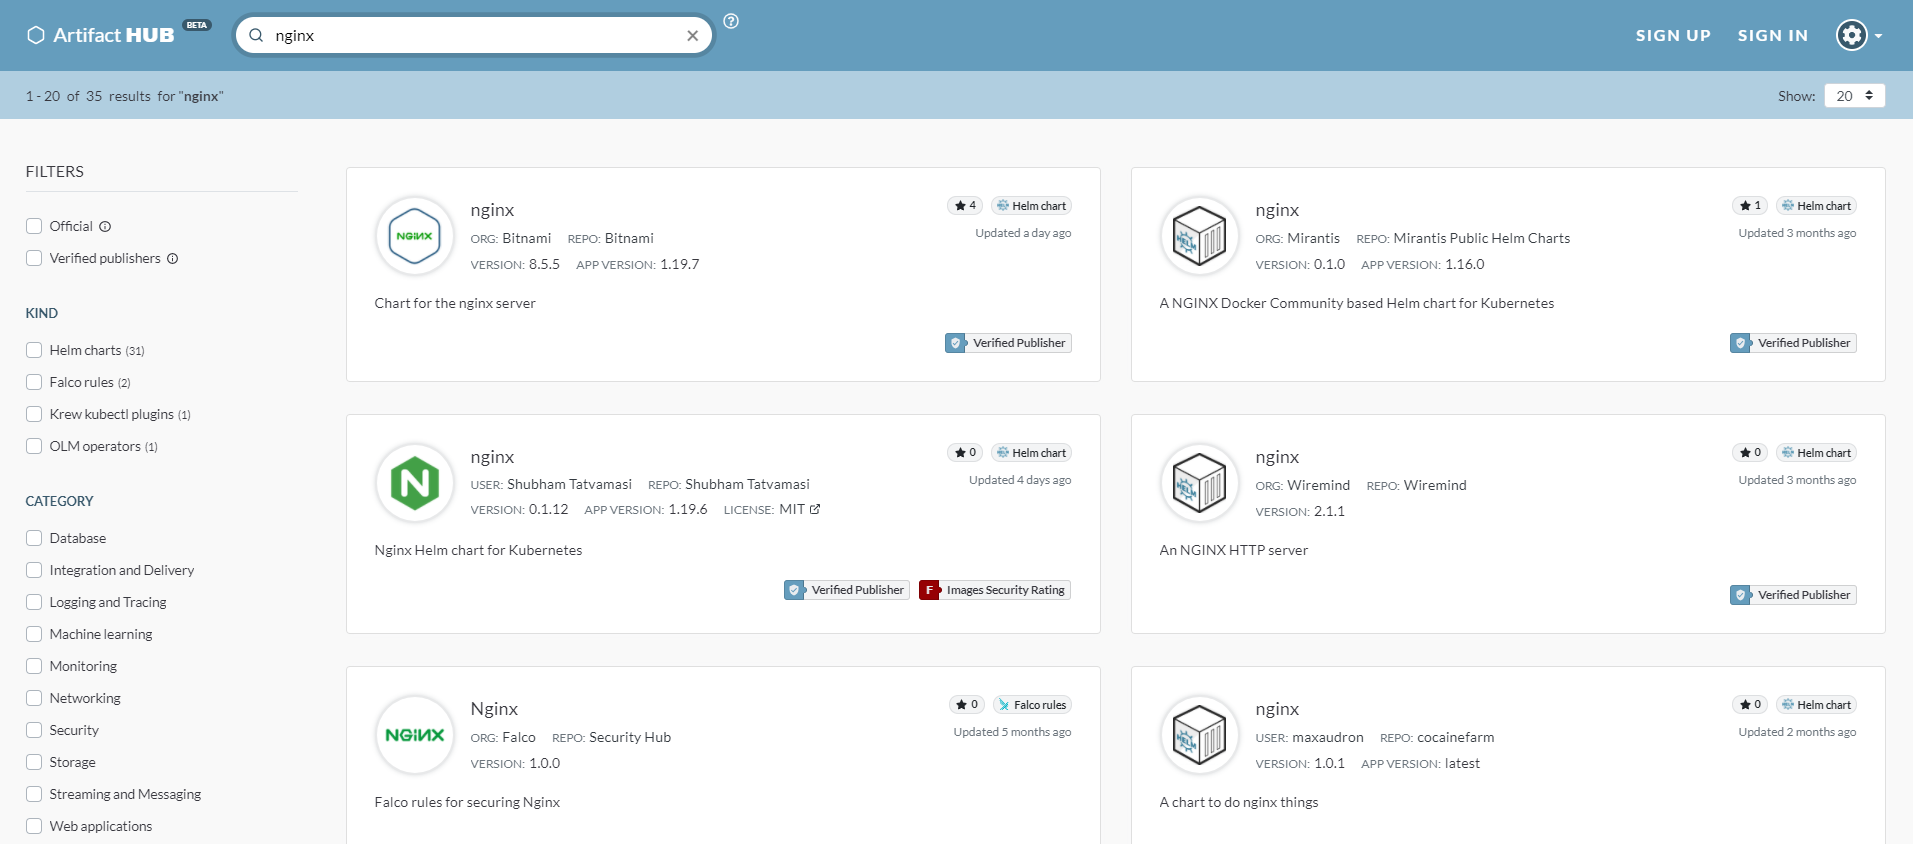 Artifact HUB BETA
nginx
SIGN UP
SIGN IN
1 - 20 of 35 results for "nginx"
Show: 20
FILTERS
Official
Verified publishers
KIND
Helm charts (31)
Falco rules (2)
Krew kubectl plugins (1)
OLM operators (1)
CATEGORY
Database
Integration and Delivery
Logging and Tracing
Machine learning
Monitoring
Networking
Security
Storage
Streaming and Messaging
Web applications
NGINX
nginx
4 Helm chart
ORG: Bitnami REPO: Bitnami
Updated a day ago
VERSION: 8.5.5 APP VERSION: 1.19.7
Chart for the nginx server
Verified Publisher
HELM
nginx
1 Helm chart
ORG: Mirantis REPO: Mirantis Public Helm Charts
Updated 3 months ago
VERSION: 0.1.0 APP VERSION: 1.16.0
A NGINX Docker Community based Helm chart for Kubernetes
Verified Publisher
N
nginx
0 Helm chart
USER: Shubham Tatvamasi REPO: Shubham Tatvamasi
Updated 4 days ago
VERSION: 0.1.12 APP VERSION: 1.19.6 LICENSE: MIT
Nginx Helm chart for Kubernetes
Verified Publisher F Images Security Rating
HELM
nginx
0 Helm chart
ORG: Wiremind REPO: Wiremind
Updated 3 months ago
VERSION: 2.1.1
An NGINX HTTP server
Verified Publisher
NGINX
Nginx
0 Falco rules
ORG: Falco REPO: Security Hub
Updated 5 months ago
VERSION: 1.0.0
Falco rules for securing Nginx
HELM
nginx
0 Helm chart
USER: maxaudron REPO: cocainefarm
Updated 2 months ago
VERSION: 1.0.1 APP VERSION: latest
A chart to do nginx things